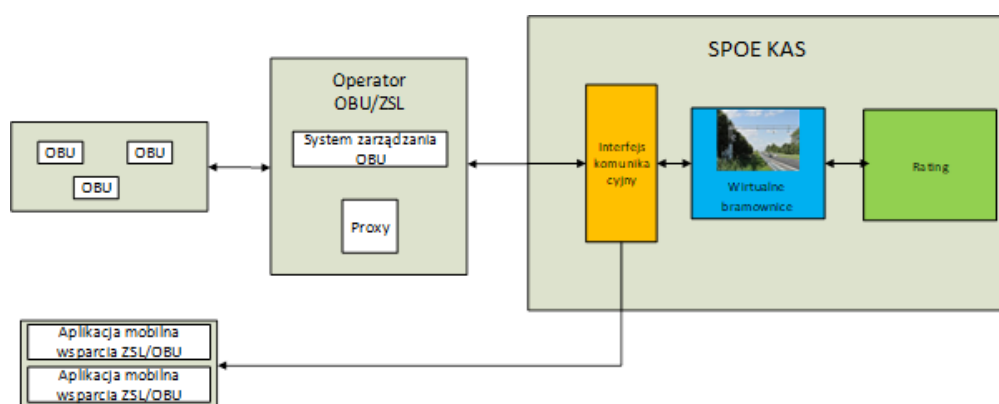 SPOE KAS
Operator
OBU/ZSL
System zarządzania
OBU
Proxy
OBU
OBU
OBU
Interfejs
komunika
cyjny
Wirtualne
bramownice
Rating
Aplikacja mobilna
wsparcia ZSL/OBU
Aplikacja mobilna
wsparcia ZSL/OBU